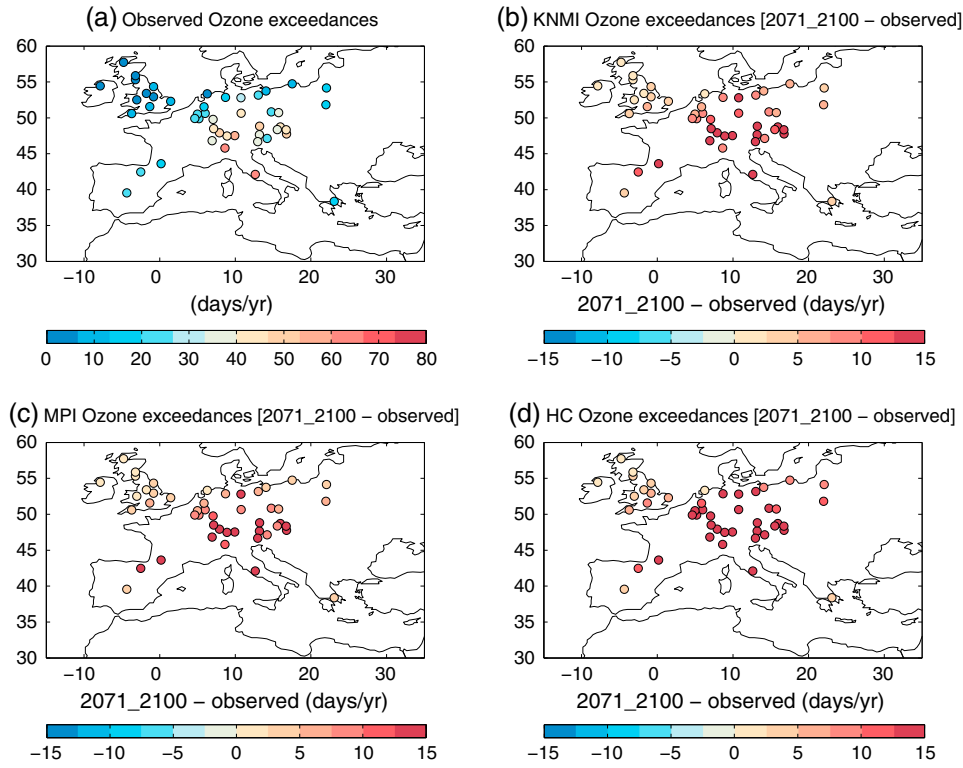 (a) Observed Ozone exceedances
60
55
50
45
40
35
30
−10 0 10 20 30
(days/yr)
0 10 20 30 40 50 60 70 80
(b) KNMI Ozone exceedances [2071_2100 − observed]
60
55
50
45
40
35
30
−10 0 10 20 30
2071_2100 − observed (days/yr)
−15 −10 −5 0 5 10 15
(c) MPI Ozone exceedances [2071_2100 − observed]
60
55
50
45
40
35
30
−10 0 10 20 30
2071_2100 − observed (days/yr)
−15 −10 −5 0 5 10 15
(d) HC Ozone exceedances [2071_2100 − observed]
60
55
50
45
40
35
30
−10 0 10 20 30
2071_2100 − observed (days/yr)
−15 −10 −5 0 5 10 15